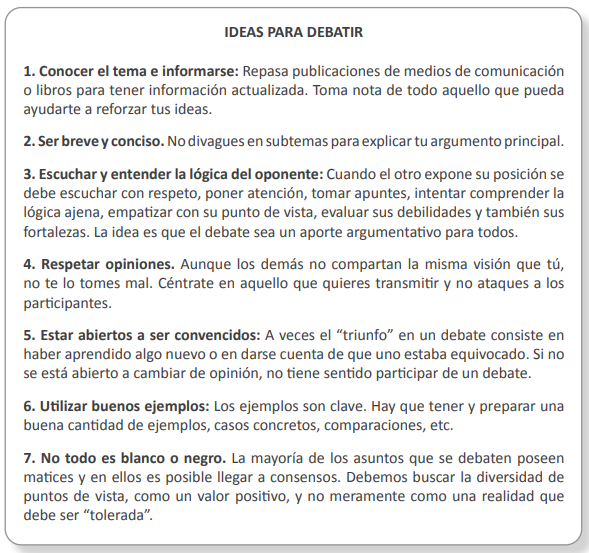 IDEAS PARA DEBATIR
1. Conocer el tema e informarse: Repasa publicaciones de medios de comunicación
o libros para tener información actualizada. Toma nota de todo aquello que pueda
ayudarte a reforzar tus ideas.
2. Ser breve y conciso. No divagues en subtemas para explicar tu argumento principal.
3. Escuchar y entender la lógica del oponente: Cuando el otro expone su posición se
debe escuchar con respeto, poner atención, tomar apuntes, intentar comprender la
lógica ajena, empatizar con su punto de vista, evaluar sus debilidades y también sus
fortalezas. La idea es que el debate sea un aporte argumentativo para todos.
4. Respetar opiniones. Aunque los demás no compartan la misma visión que tú,
no te lo tomes mal. Céntrate en aquello que quieres transmitir y no ataques a los
participantes.
5. Estar abiertos a ser convencidos: A veces el “triunfo” en un debate consiste en
haber aprendido algo nuevo o en darse cuenta de que uno estaba equivocado. Si no
se está abierto a cambiar de opinión, no tiene sentido participar de un debate.
6. Utilizar buenos ejemplos: Los ejemplos son clave. Hay que tener y preparar una
buena cantidad de ejemplos, casos concretos, comparaciones, etc.
7. No todo es blanco o negro. La mayoría de los asuntos que se debaten poseen
matices y en ellos es posible llegar a consensos. Debemos buscar la diversidad de
puntos de vista, como un valor positivo, y no meramente como una realidad que
debe ser “tolerada”.